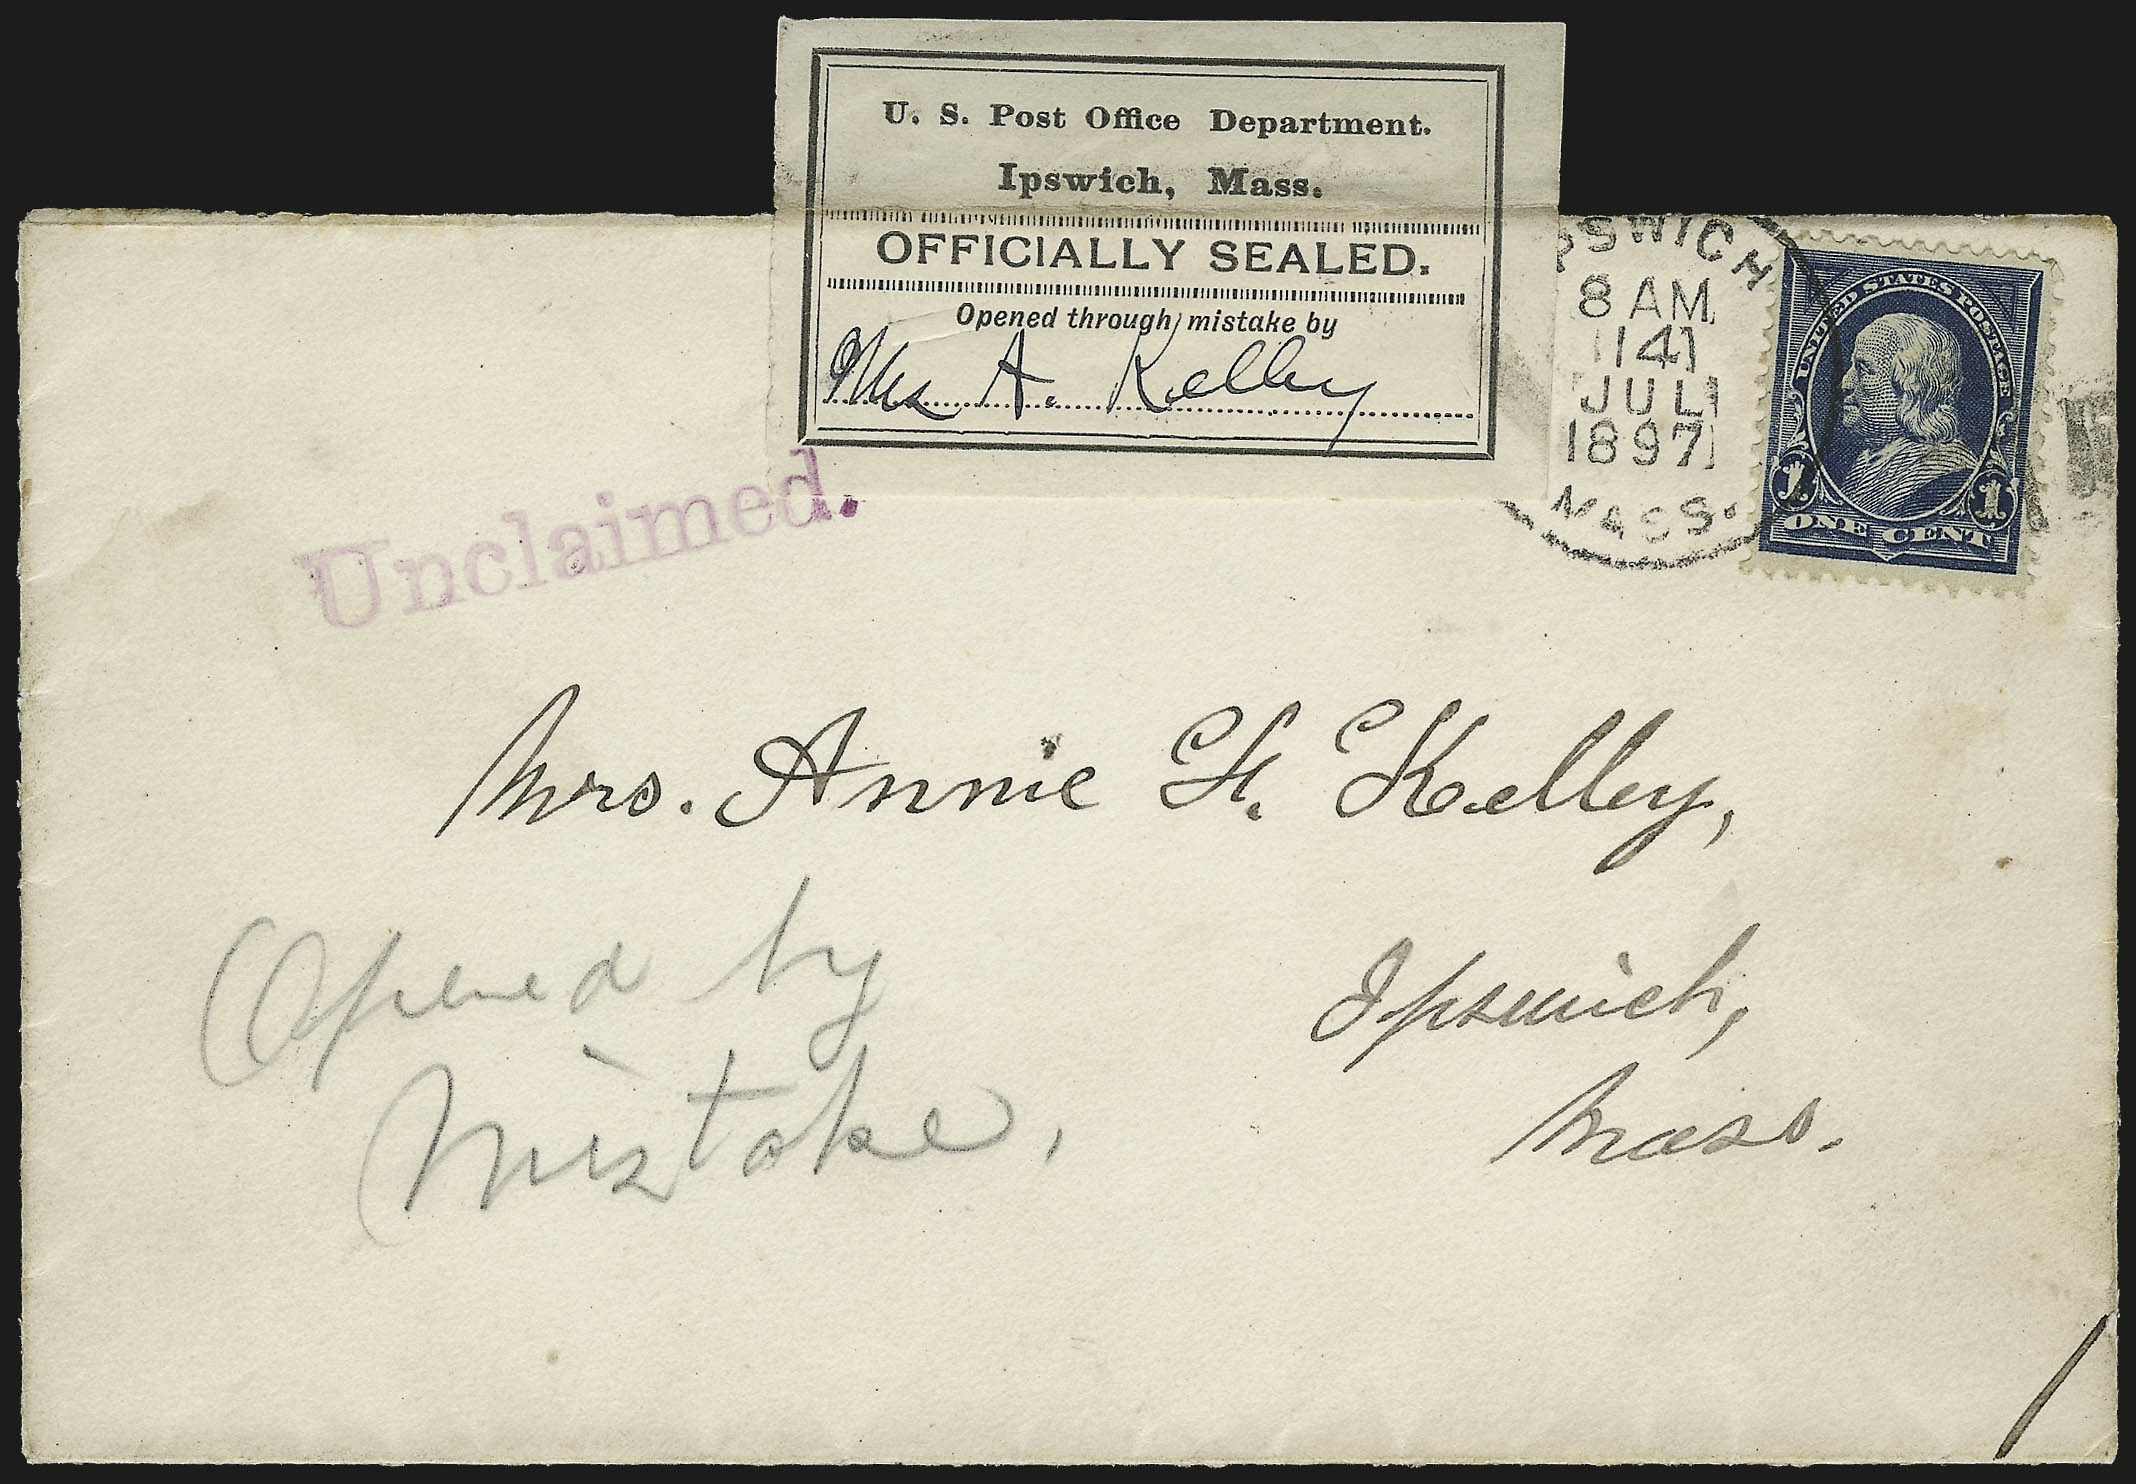 U. S. Post Office Department.
Ipswich, Mass.
OFFICIALLY SEALED.
Opened through mistake by
Mrs A. Kelley
PSWICH
8 AM
14
JUL
1897
MASS.
UNITED STATES POSTAGE
1 1
ONE CENT
Unclaimed.
Mrs. Annie H. Kelley,
Opened by
Mistake,
Ipswich,
Mass.